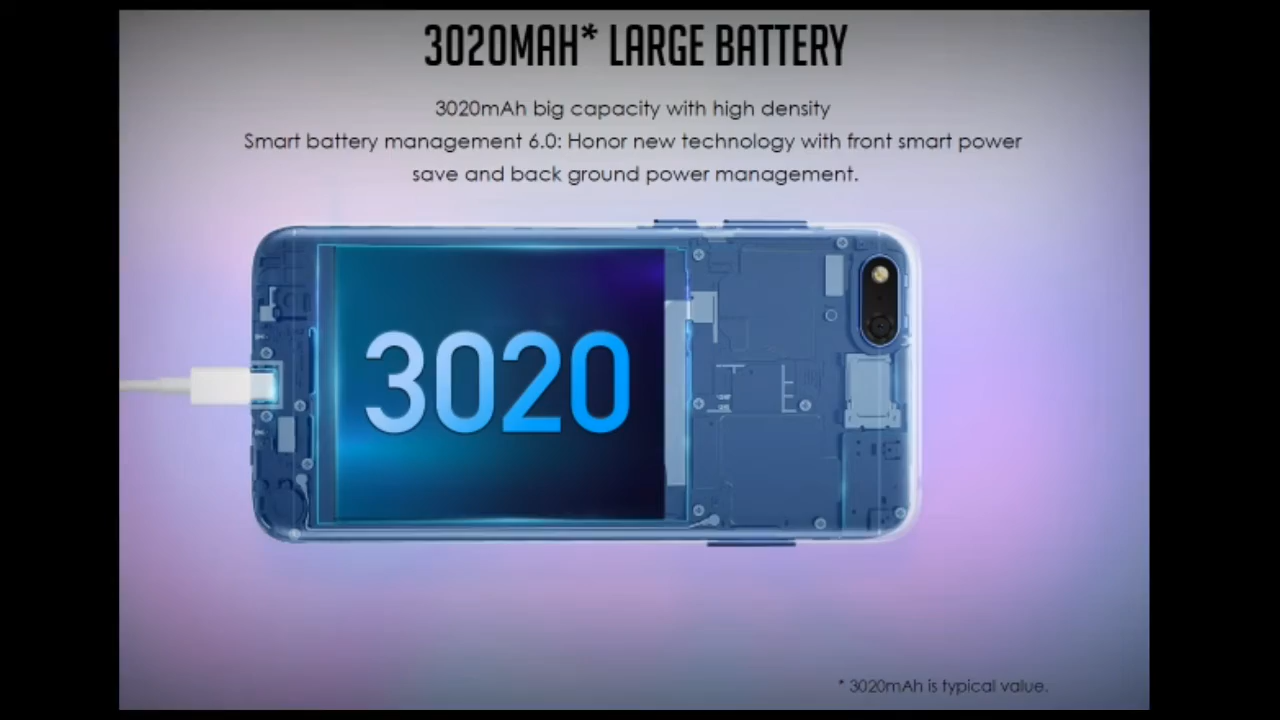 3020MAH* LARGE BATTERY
3020mAh big capacity with high density
Smart battery management 6.0: Honor new technology with front smart power
save and back ground power management.
3020
* 3020mAh is typical value.